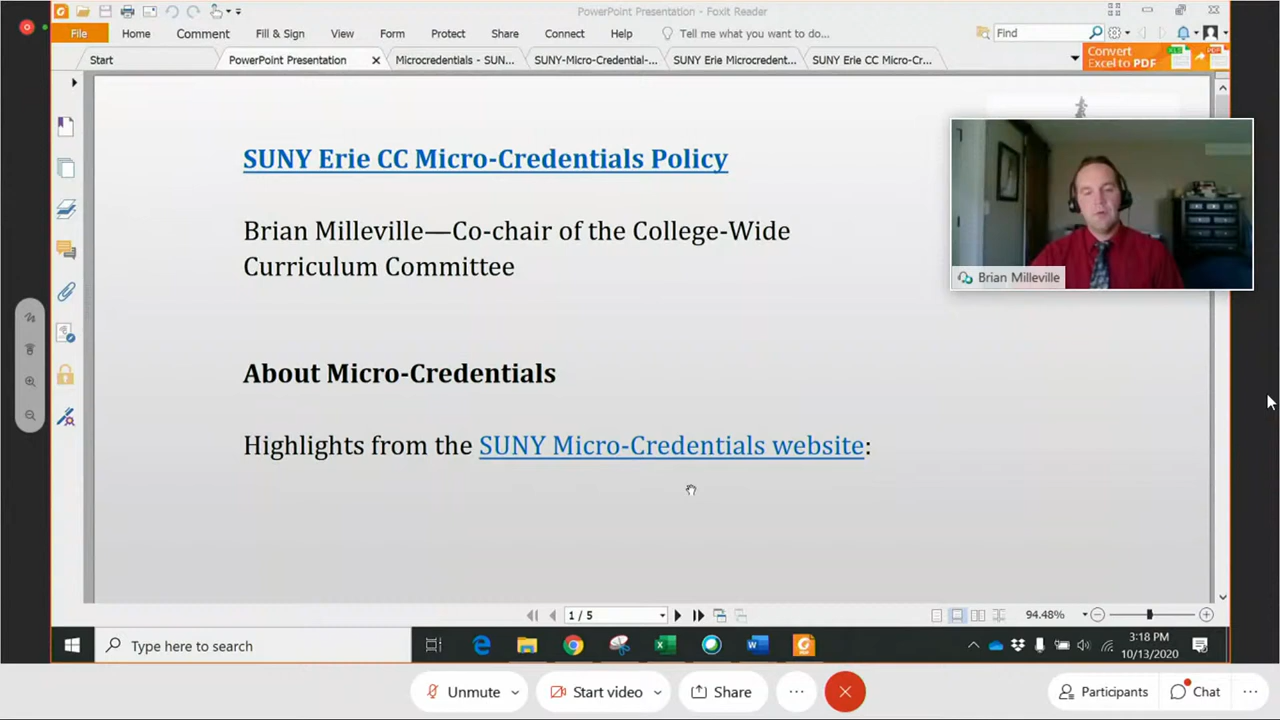 PowerPoint Presentation - Foxit Reader
File Home Comment Fill & Sign View Form Protect Share Connect Help Tell me what you want to do... Find
Start PowerPoint Presentation Microcredentials - SUN... SUNY-Micro-Credential-... SUNY Erie Microcredent... SUNY Erie CC Micro-Cr... Convert
Excel to PDF
SUNY Erie CC Micro-Credentials Policy
Brian Milleville—Co-chair of the College-Wide
Curriculum Committee
Brian Milleville
About Micro-Credentials
Highlights from the SUNY Micro-Credentials website:
1 / 5 94.48%
Type here to search
3:18 PM
10/13/2020
Unmute Start video Share Participants Chat